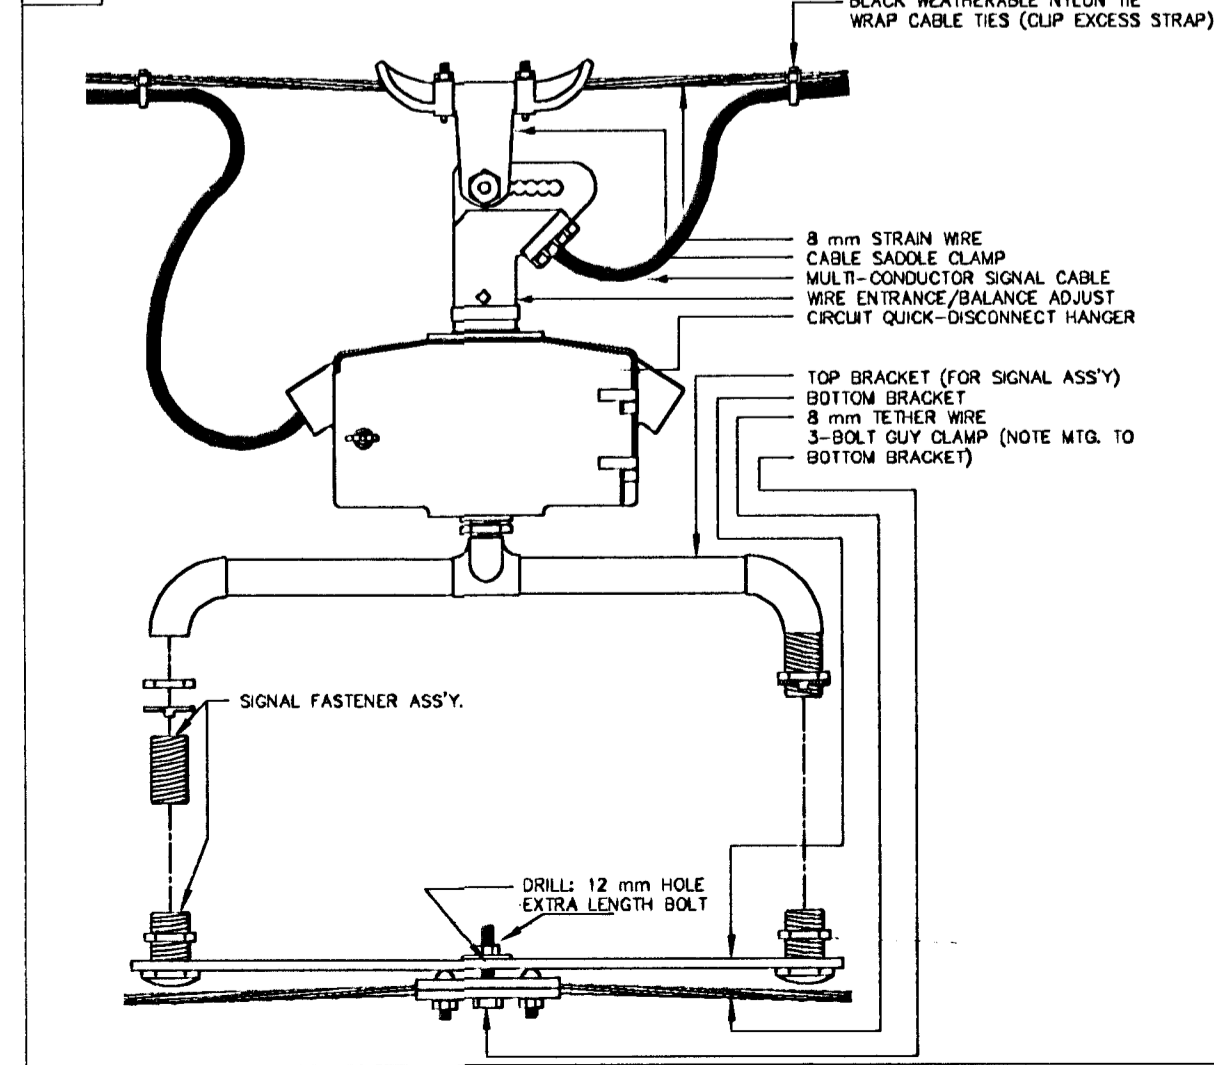 BLACK WEATHERABLE NYLON TIE
WRAP CABLE TIES (CLIP EXCESS STRAP)
8 mm STRAIN WIRE
CABLE SADDLE CLAMP
MULTI-CONDUCTOR SIGNAL CABLE
WIRE ENTRANCE/BALANCE ADJUST
CIRCUIT QUICK-DISCONNECT HANGER
TOP BRACKET (FOR SIGNAL ASS'Y)
BOTTOM BRACKET
8 mm TETHER WIRE
3-BOLT GUY CLAMP (NOTE MTG. TO
BOTTOM BRACKET)
SIGNAL FASTENER ASS'Y.
DRILL: 12 mm HOLE
EXTRA LENGTH BOLT